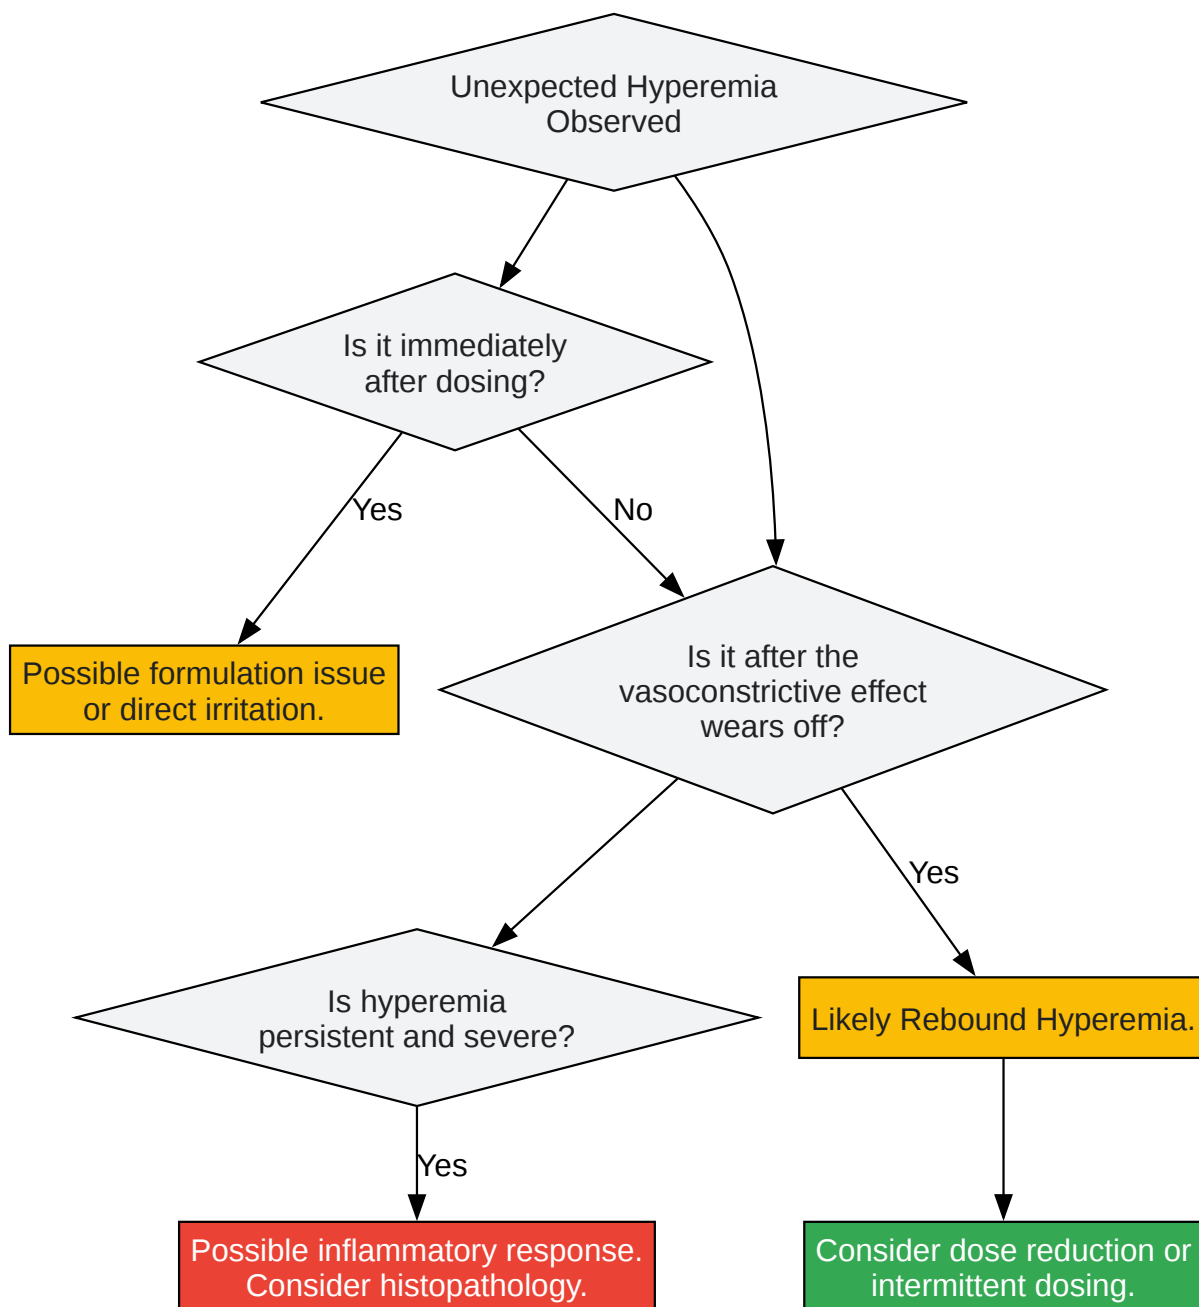 Unexpected Hyperemia
Observed
Is it immediately
after dosing?
Yes
No
Possible formulation issue
or direct irritation.
Is it after the
vasoconstrictive effect
wears off?
Yes
Is hyperemia
persistent and severe?
Likely Rebound Hyperemia.
Yes
Possible inflammatory response.
Consider histopathology.
Consider dose reduction or
intermittent dosing.